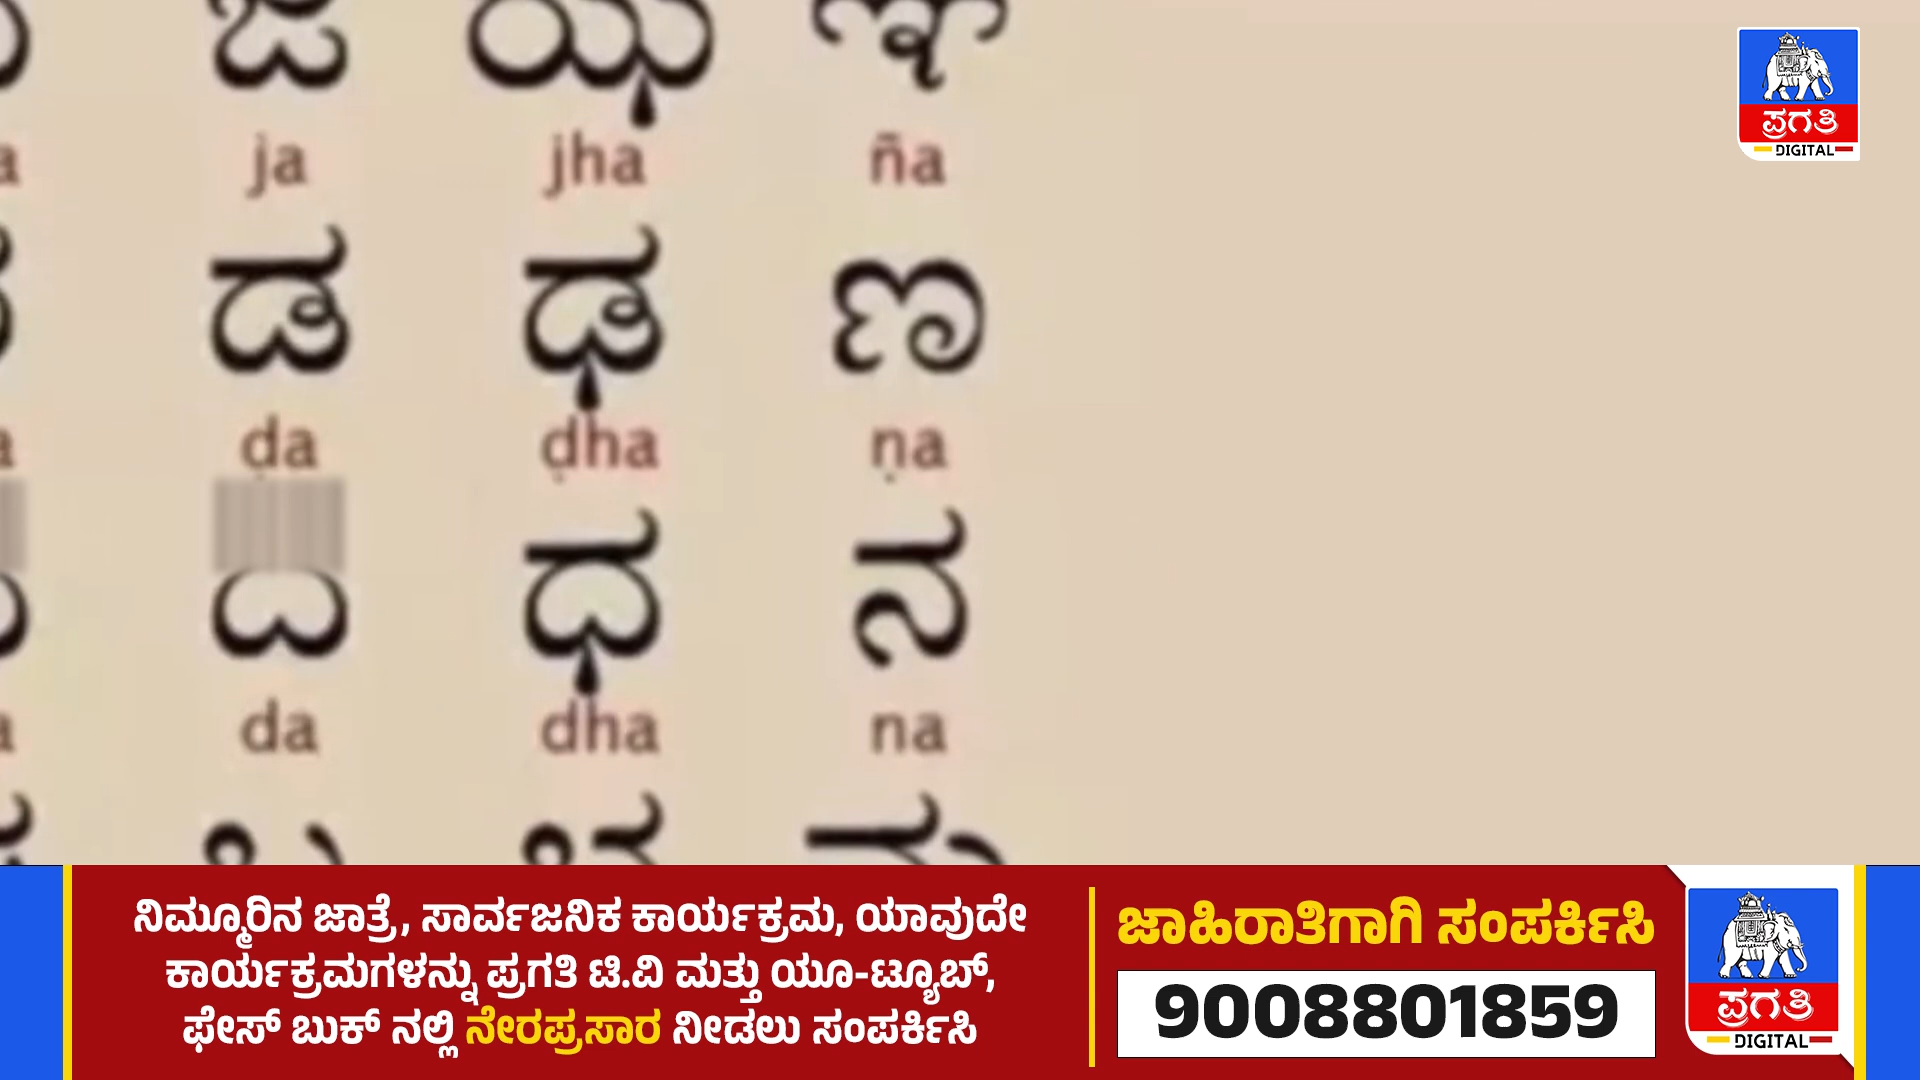 ಜ ಝ
ja jha ña
ಡ ಢ ಣ
ḍa ḍha ṇa
ಧ ನ
da dha na
ಪ್ರಗತಿ
DIGITAL
ನಿಮ್ಮೂರಿನ ಜಾತ್ರೆ, ಸಾರ್ವಜನಿಕ ಕಾರ್ಯಕ್ರಮ, ಯಾವುದೇ
ಕಾರ್ಯಕ್ರಮಗಳನ್ನು ಪ್ರಗತಿ ಟಿ.ವಿ ಮತ್ತು ಯೂ-ಟ್ಯೂಬ್,
ಫೇಸ್ ಬುಕ್ ನಲ್ಲಿ ನೇರಪ್ರಸಾರ ನೀಡಲು ಸಂಪರ್ಕಿಸಿ
ಜಾಹಿರಾತಿಗಾಗಿ ಸಂಪರ್ಕಿಸಿ
9008801859
ಪ್ರಗತಿ
DIGITAL